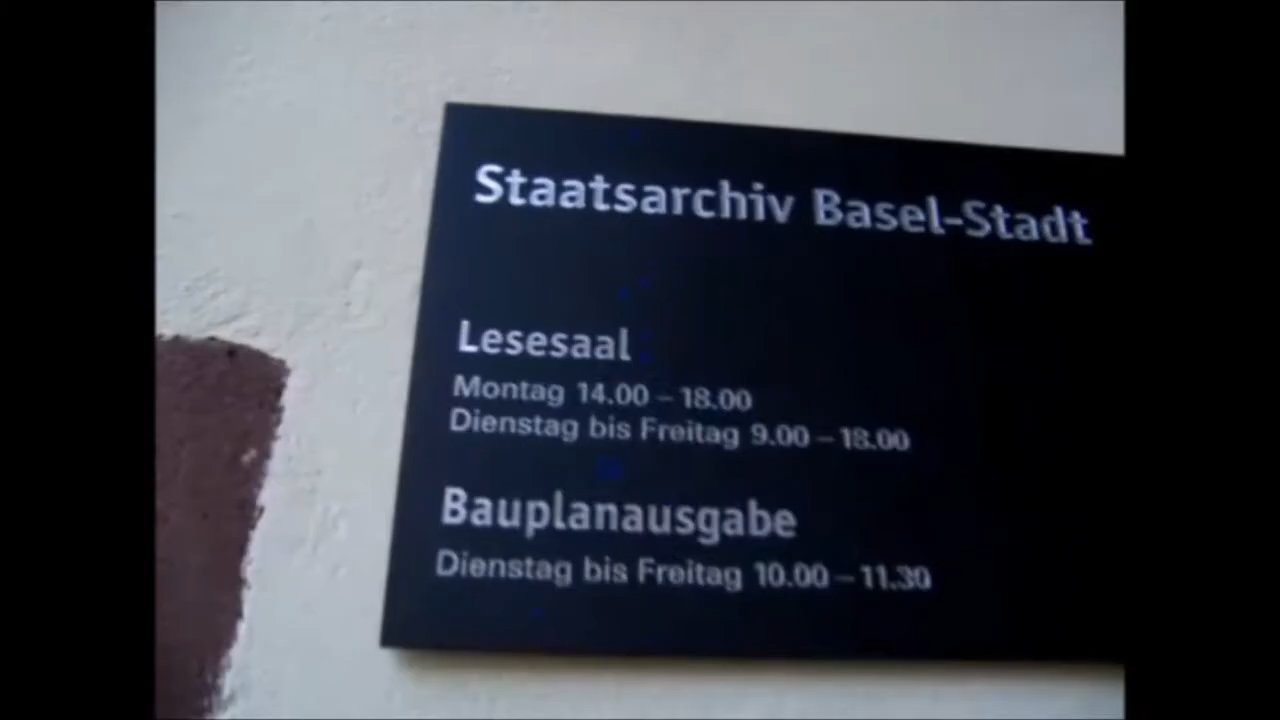 Staatsarchiv Basel-Stadt
Lesesaal
Montag 14.00 – 18.00
Dienstag bis Freitag 9.00 – 18.00
Bauplanausgabe
Dienstag bis Freitag 10.00 – 11.30